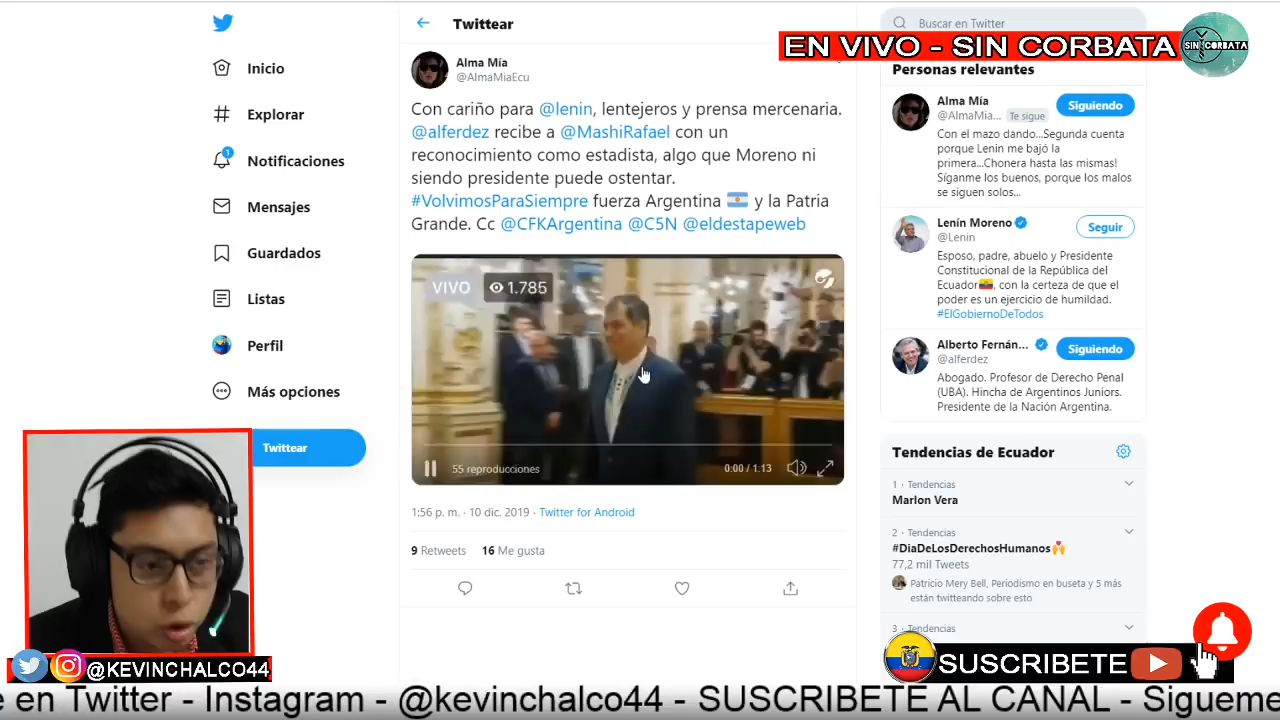 Twittear
Buscar en Twitter
EN VIVO - SIN CORBATA
SIN CORBATA
Inicio
Explorar
1
Notificaciones
Mensajes
Guardados
Listas
Perfil
Más opciones
Twittear
Alma Mía
@AlmaMiaEcu
Con cariño para @lenin, lentejeros y prensa mercenaria.
@alferdez recibe a @MashiRafael con un
reconocimiento como estadista, algo que Moreno ni
siendo presidente puede ostentar.
#VolvimosParaSiempre fuerza Argentina 🇦🇷 y la Patria
Grande. Cc @CFKArgentina @C5N @eldestapeweb
VIVO 1.785
55 reproducciones
0:00 / 1:13
1:56 p. m. · 10 dic. 2019 · Twitter for Android
9 Retweets 16 Me gusta
Personas relevantes
Alma Mía
@AlmaMia... Te sigue
Siguiendo
Con el mazo dando...Segunda cuenta
porque Lenin me bajó la
primera...Chonera hasta las mismas!
Síganme los buenos, porque los malos
se siguen solos...
Lenín Moreno
@Lenin
Seguir
Esposo, padre, abuelo y Presidente
Constitucional de la República del
Ecuador🇪🇨, con la certeza de que el
poder es un ejercicio de humildad.
#ElGobiernoDeTodos
Alberto Fernán...
@alferdez
Siguiendo
Abogado. Profesor de Derecho Penal
(UBA). Hincha de Argentinos Juniors.
Presidente de la Nación Argentina.
Tendencias de Ecuador
1 · Tendencias
Marlon Vera
2 · Tendencias
#DiaDeLosDerechosHumanos🙌
77,2 mil Tweets
Patricio Mery Bell, Periodismo en buseta y 5 más
están twitteando sobre esto
3 · Tendencias
SUSCRIBETE
@KEVINCHALCO44
e en Twitter - Instagram - @kevinchalco44 - SUSCRIBETE AL CANAL - Sigueme